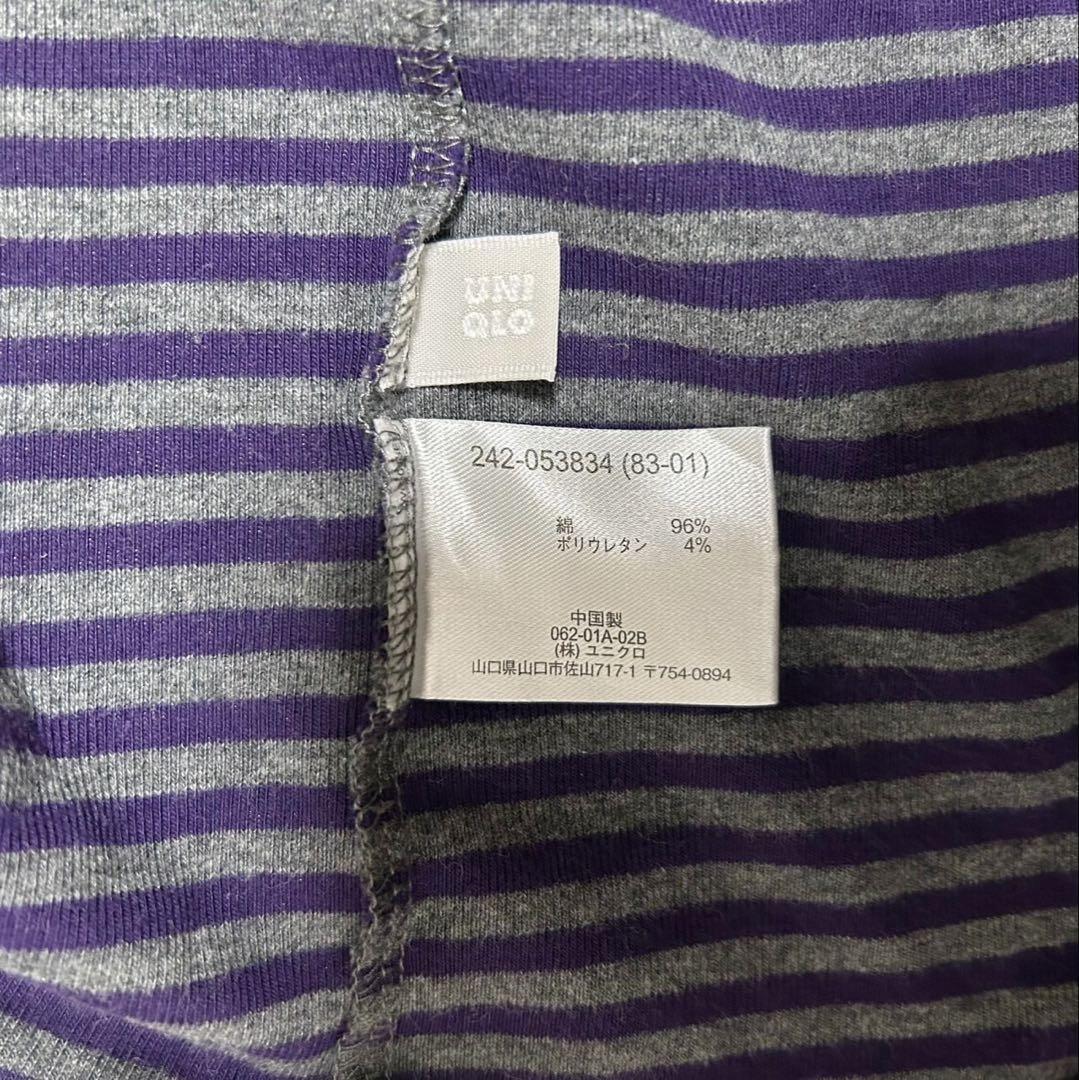 UNI
QLO
242-053834 (83-01)
綿 96%
ポリウレタン 4%
中国製
062-01A-02B
(株) ユニクロ
山口県山口市佐山717-1 〒754-0894